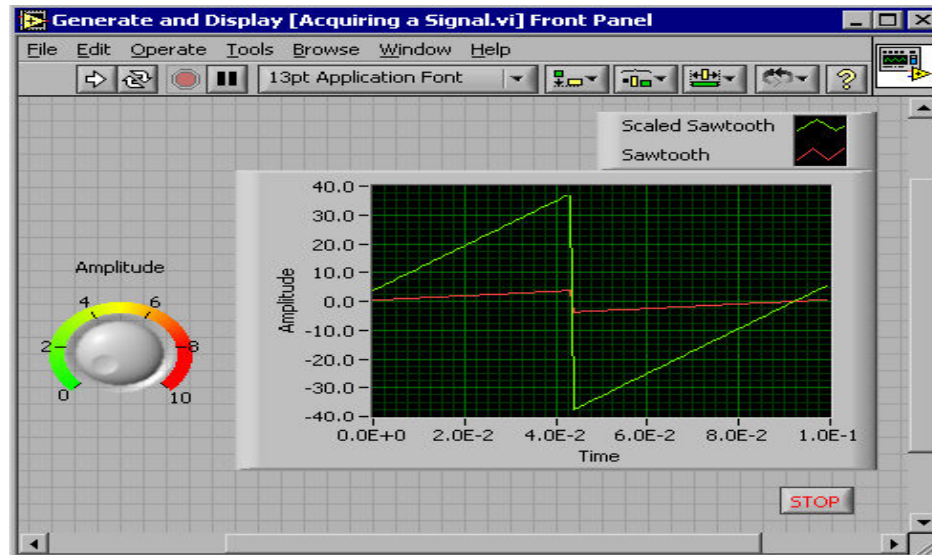 Generate and Display [Acquiring a Signal.vi] Front Panel
File Edit Operate Tools Browse Window Help
13pt Application Font
Scaled Sawtooth
Sawtooth
Amplitude
0
2
4
6
8
10
Amplitude
40.0
30.0
20.0
10.0
0.0
-10.0
-20.0
-30.0
-40.0
0.0E+0 2.0E-2 4.0E-2 6.0E-2 8.0E-2 1.0E-1
Time
STOP